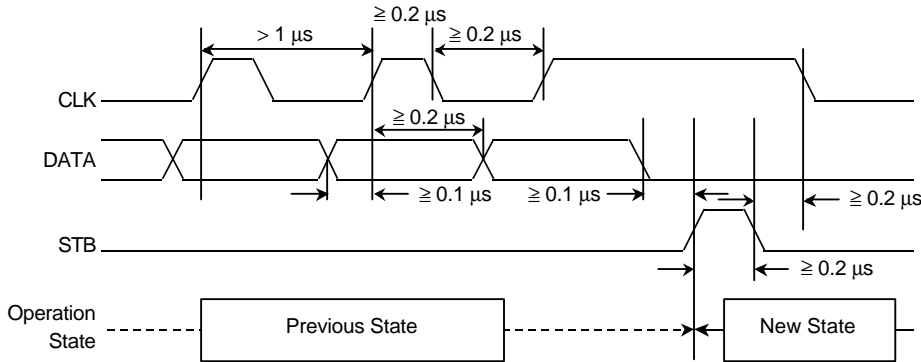 ≧ 0.2 μs
> 1 μs
≧ 0.2 μs
CLK
≧ 0.2 μs
DATA
≧ 0.1 μs
≧ 0.1 μs
≧ 0.2 μs
STB
≧ 0.2 μs
Operation
State
Previous State
New State